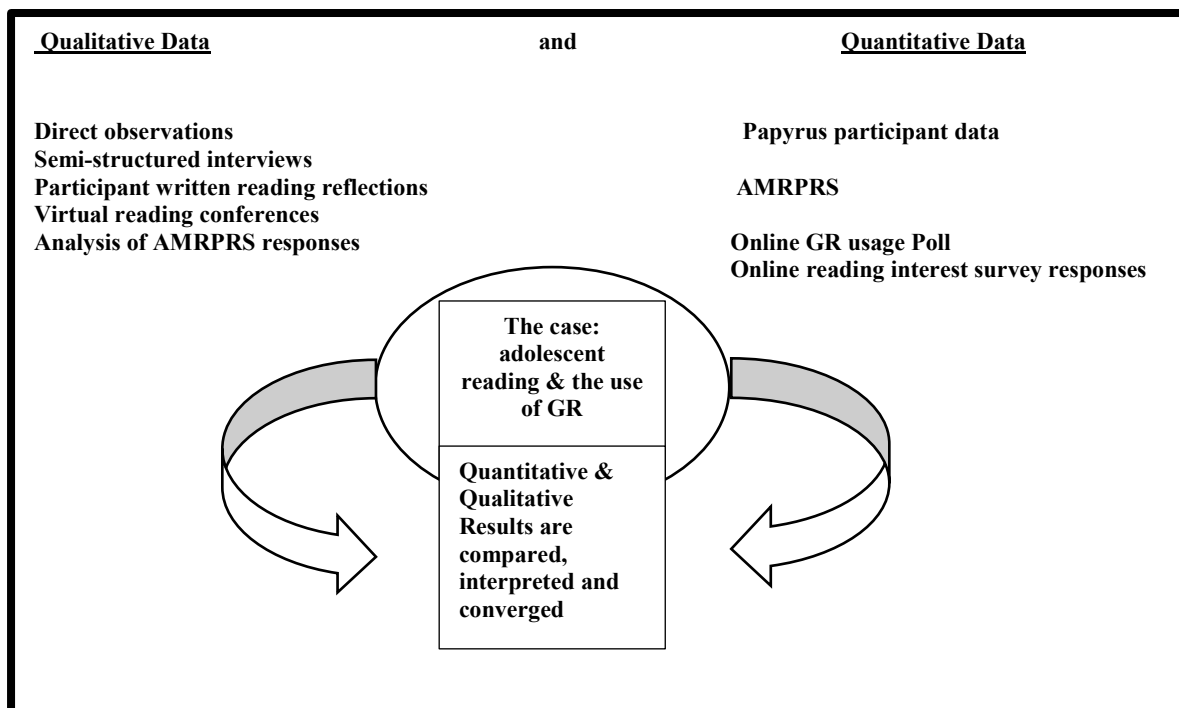 Qualitative Data and Quantitative Data
Direct observations
Semi-structured interviews
Participant written reading reflections
Virtual reading conferences
Analysis of AMRPRS responses
Papyrus participant data
AMRPRS
Online GR usage Poll
Online reading interest survey responses
The case:
adolescent
reading & the use
of GR
Quantitative &
Qualitative
Results are
compared,
interpreted and
converged